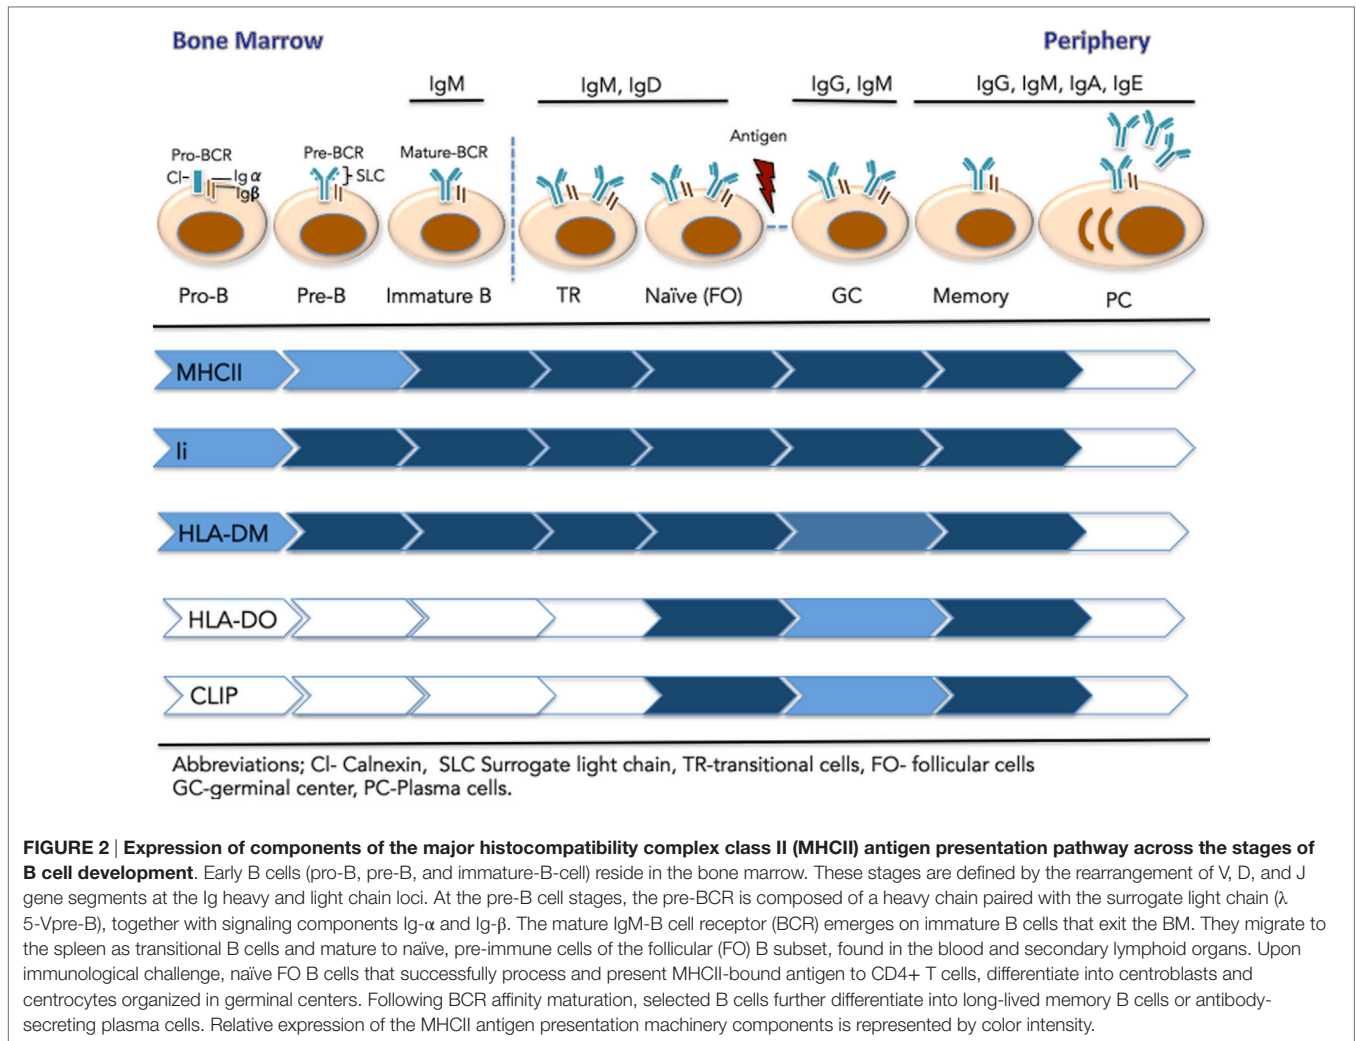 Bone Marrow Periphery
IgM IgM, IgD IgG, IgM IgG, IgM, IgA, IgE
Antigen
Pro-BCR Pre-BCR Mature-BCR
Cl- Ig α SLC
Igβ
Pro-B Pre-B Immature B TR Naïve (FO) GC Memory PC
MHCII
Ii
HLA-DM
HLA-DO
CLIP
Abbreviations; Cl- Calnexin, SLC Surrogate light chain, TR-transitional cells, FO- follicular cells
GC-germinal center, PC-Plasma cells.
FIGURE 2 | Expression of components of the major histocompatibility complex class II (MHCII) antigen presentation pathway across the stages of
B cell development. Early B cells (pro-B, pre-B, and immature-B-cell) reside in the bone marrow. These stages are defined by the rearrangement of V, D, and J
gene segments at the Ig heavy and light chain loci. At the pre-B cell stages, the pre-BCR is composed of a heavy chain paired with the surrogate light chain (λ
5-Vpre-B), together with signaling components Ig-α and Ig-β. The mature IgM-B cell receptor (BCR) emerges on immature B cells that exit the BM. They migrate to
the spleen as transitional B cells and mature to naïve, pre-immune cells of the follicular (FO) B subset, found in the blood and secondary lymphoid organs. Upon
immunological challenge, naïve FO B cells that successfully process and present MHCII-bound antigen to CD4+ T cells, differentiate into centroblasts and
centrocytes organized in germinal centers. Following BCR affinity maturation, selected B cells further differentiate into long-lived memory B cells or antibody-
secreting plasma cells. Relative expression of the MHCII antigen presentation machinery components is represented by color intensity.